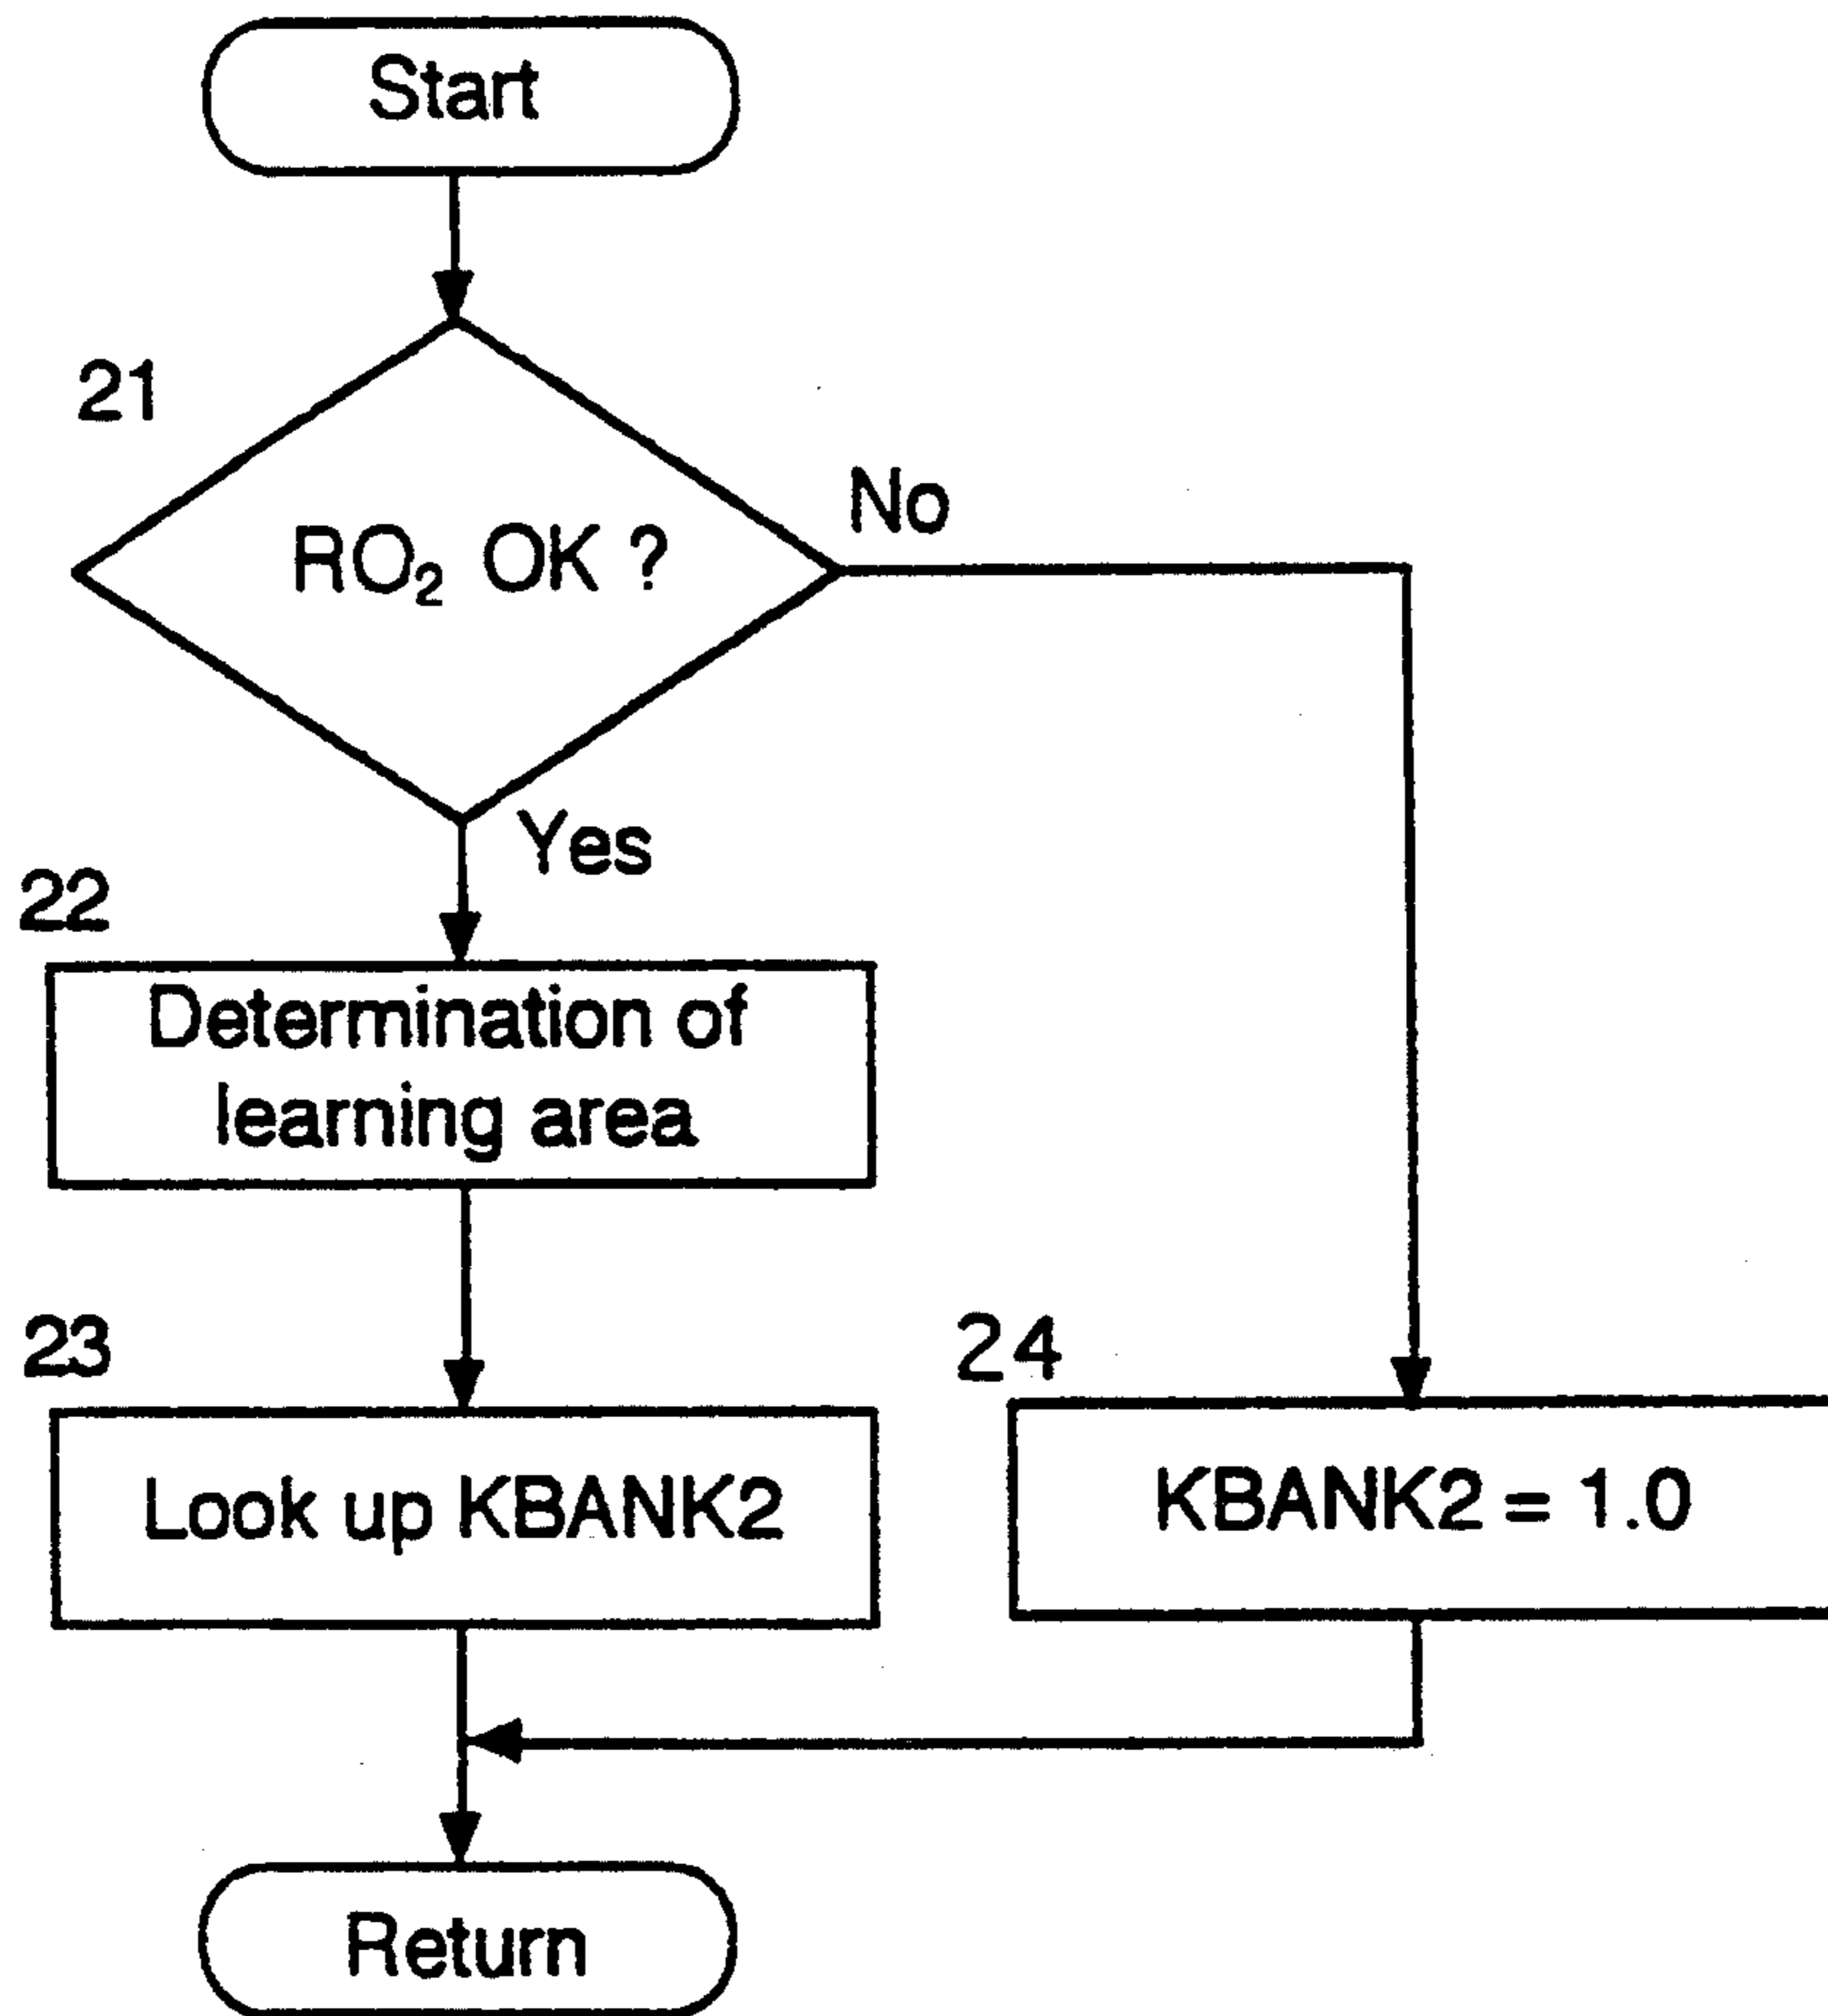 Start
21
RO₂ OK ?
No
Yes
22
Determination of
learning area
23
Look up KBANK2
24
KBANK2 = 1.0
Return